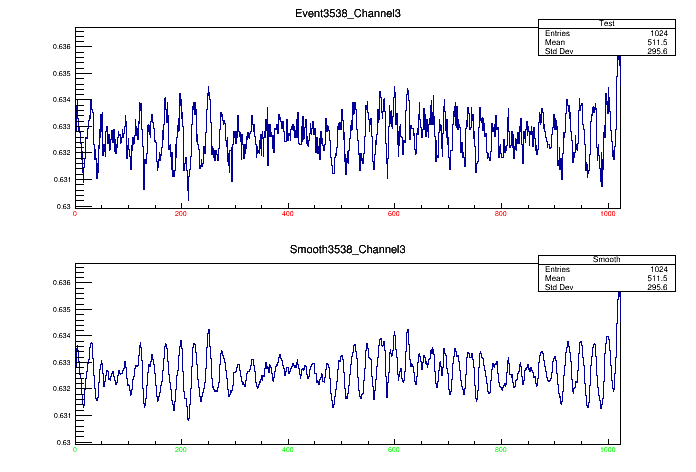 Event3538_Channel3
Test
Entries 1024
Mean 511.5
Std Dev 295.6
0.636
0.635
0.634
0.633
0.632
0.631
0.63
0 200 400 600 800 1000
Smooth3538_Channel3
Smooth
Entries 1024
Mean 511.5
Std Dev 295.6
0.636
0.635
0.634
0.633
0.632
0.631
0.63
0 200 400 600 800 1000